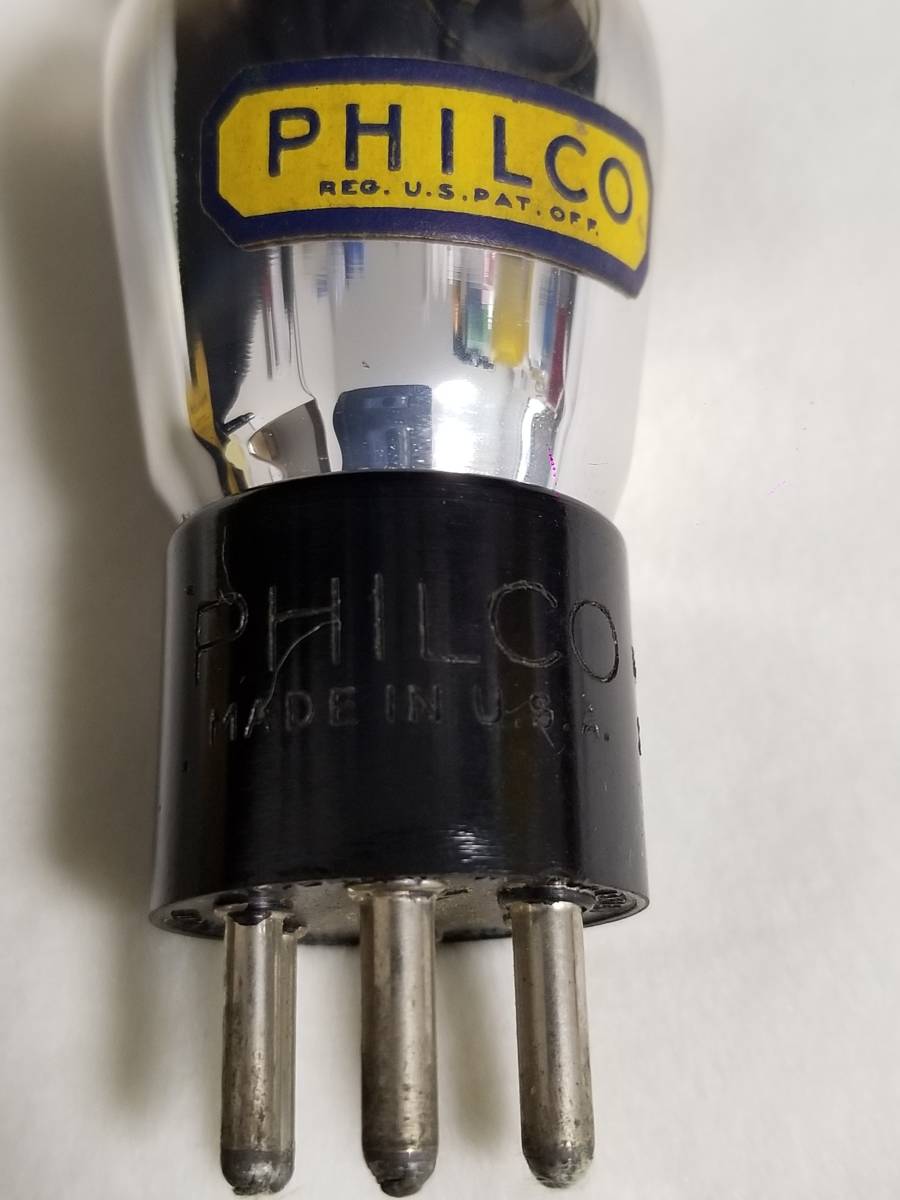 PHILCO
REG. U.S. PAT. OFF.
PHILCO
MADE IN U.S.A.